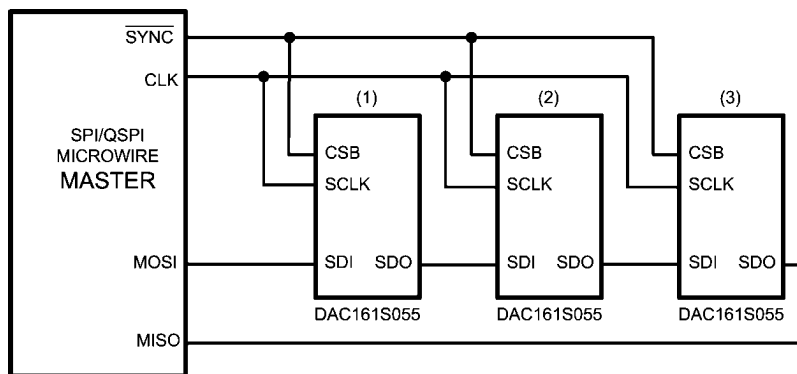 SYNC
CLK
SPI/QSPI
MICROWIRE
MASTER
MOSI
MISO
(1)
CSB
SCLK
SDI SDO
DAC161S055
(2)
CSB
SCLK
SDI SDO
DAC161S055
(3)
CSB
SCLK
SDI SDO
DAC161S055